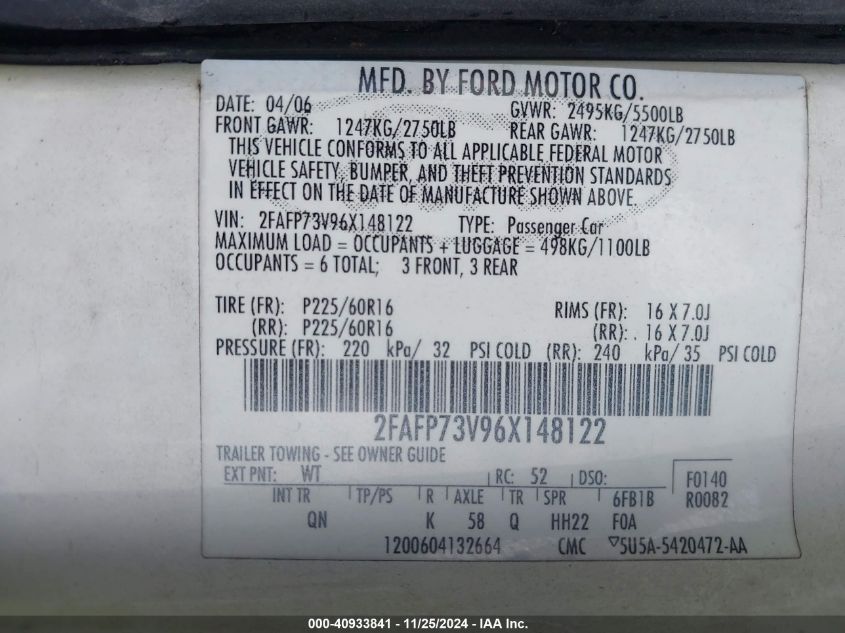 MFD. BY FORD MOTOR CO.
DATE: 04/06 GVWR: 2495KG/5500LB
FRONT GAWR: 1247KG/2750LB REAR GAWR: 1247KG/2750LB
THIS VEHICLE CONFORMS TO ALL APPLICABLE FEDERAL MOTOR
VEHICLE SAFETY, BUMPER, AND THEFT PREVENTION STANDARDS
IN EFFECT ON THE DATE OF MANUFACTURE SHOWN ABOVE.
VIN: 2FAFP73V96X148122 TYPE: Passenger Car
MAXIMUM LOAD = OCCUPANTS + LUGGAGE = 498KG/1100LB
OCCUPANTS = 6 TOTAL; 3 FRONT, 3 REAR
TIRE (FR): P225/60R16 RIMS (FR): 16 X 7.0J
(RR): P225/60R16 (RR): . 16 X 7.0J
PRESSURE (FR): 220 kPa/ 32 PSI COLD (RR): 240 kPa/ 35 PSI COLD
2FAFP73V96X148122
TRAILER TOWING - SEE OWNER GUIDE
EXT PNT: WT RC: 52 DSO: F0140
INT TR TP/PS R AXLE TR SPR 6FB1B R0082
QN K 58 Q HH22 F0A
1200604132664 CMC ▽5U5A-5420472-AA
000-40933841 - 11/25/2024 - IAA Inc.